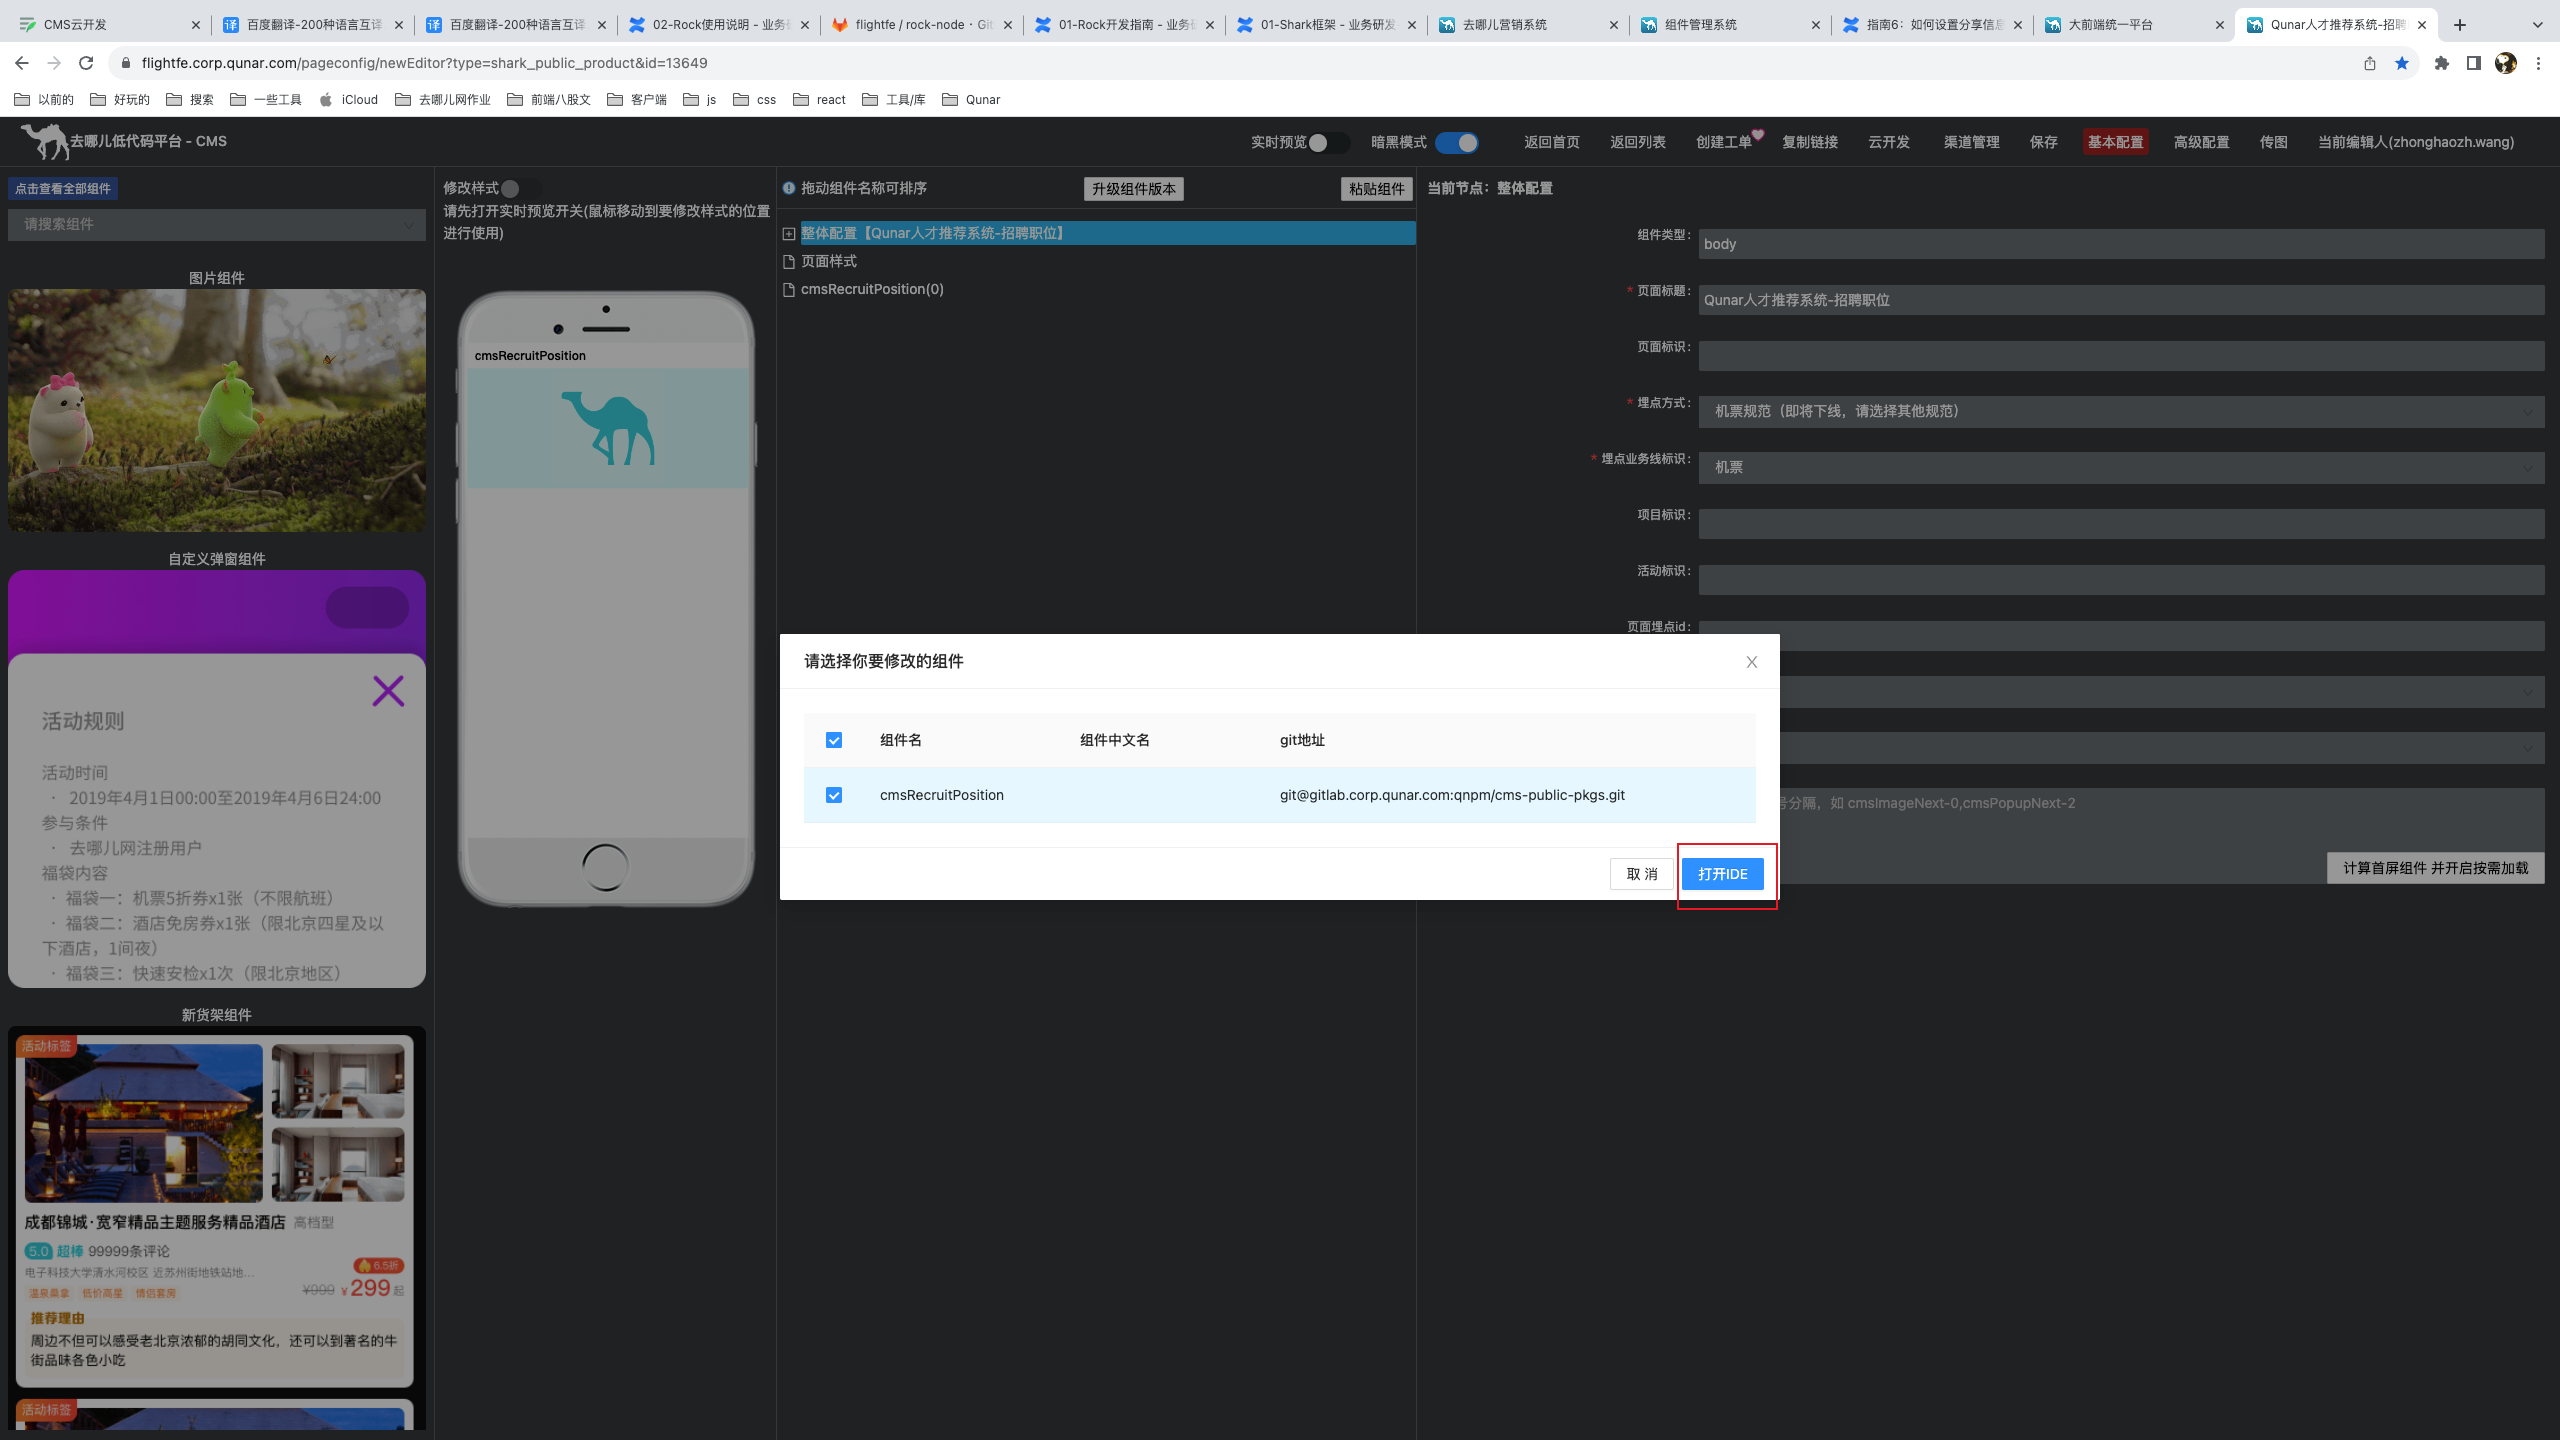 CMS云开发
百度翻译-200种语言互译
百度翻译-200种语言互译
02-Rock使用说明 - 业务
flightfe / rock-node · Git
01-Rock开发指南 - 业务
01-Shark框架 - 业务研发
去哪儿营销系统
组件管理系统
指南6：如何设置分享信息
大前端统一平台
Qunar人才推荐系统-招聘
flightfe.corp.qunar.com/pageconfig/newEditor?type=shark_public_product&id=13649
以前的
好玩的
搜索
一些工具
iCloud
去哪儿网作业
前端八股文
客户端
js
css
react
工具/库
Qunar
去哪儿低代码平台 - CMS
实时预览
暗黑模式
返回首页
返回列表
创建工单
复制链接
云开发
渠道管理
保存
基本配置
高级配置
传图
当前编辑人(zhonghaozh.wang)
点击查看全部组件
请搜索组件
图片组件
自定义弹窗组件
活动规则
活动时间
· 2019年4月1日00:00至2019年4月6日24:00
参与条件
· 去哪儿网注册用户
福袋内容
· 福袋一：机票5折券x1张（不限航班）
· 福袋二：酒店免房券x1张（限北京四星及以
下酒店，1间夜）
· 福袋三：快速安检x1次（限北京地区）
新货架组件
活动标签
成都锦城·宽窄精品主题服务精品酒店 高档型
5.0 超棒 99999条评论
电子科技大学清水河校区 近苏州街地铁站地...
6.5折
温泉桑拿 低价高星 情侣套房
¥999 ¥299起
推荐理由
周边不但可以感受老北京浓郁的胡同文化，还可以到著名的牛
街品味各色小吃
活动标签
修改样式
请先打开实时预览开关(鼠标移动到要修改样式的位置
进行使用)
cmsRecruitPosition
拖动组件名称可排序
升级组件版本
粘贴组件
整体配置【Qunar人才推荐系统-招聘职位】
页面样式
cmsRecruitPosition(0)
当前节点：整体配置
组件类型：
body
* 页面标题：
Qunar人才推荐系统-招聘职位
页面标识：
* 埋点方式：
机票规范（即将下线，请选择其他规范）
* 埋点业务线标识：
机票
项目标识：
活动标识：
页面埋点id：
号分隔，如 cmsImageNext-0,cmsPopupNext-2
计算首屏组件 并开启按需加载
请选择你要修改的组件
组件名
组件中文名
git地址
cmsRecruitPosition
git@gitlab.corp.qunar.com:qnpm/cms-public-pkgs.git
取 消
打开IDE